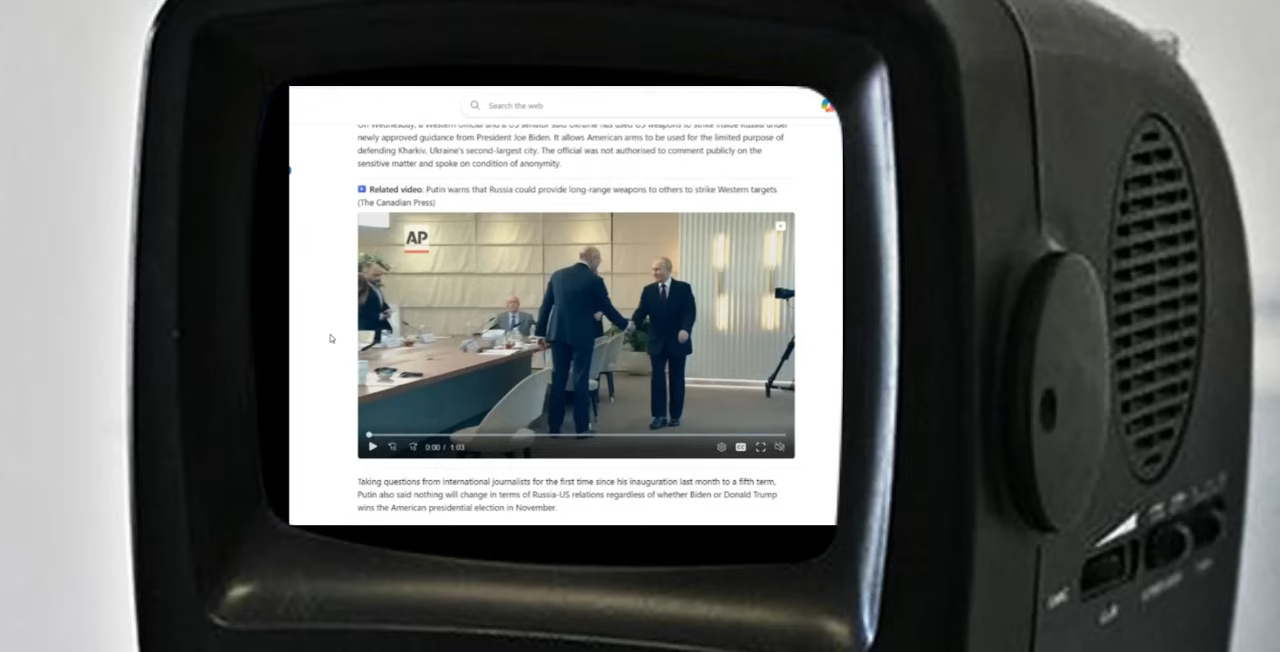 Search the web
On Wednesday, a Western official and a US senator said Ukraine has used US weapons to strike inside Russia under
newly approved guidance from President Joe Biden. It allows American arms to be used for the limited purpose of
defending Kharkiv, Ukraine's second-largest city. The official was not authorised to comment publicly on the
sensitive matter and spoke on condition of anonymity.
Related video: Putin warns that Russia could provide long-range weapons to others to strike Western targets
(The Canadian Press)
AP
0:00 / 1:03
CC
Taking questions from international journalists for the first time since his inauguration last month to a fifth term,
Putin also said nothing will change in terms of Russia-US relations regardless of whether Biden or Donald Trump
wins the American presidential election in November.